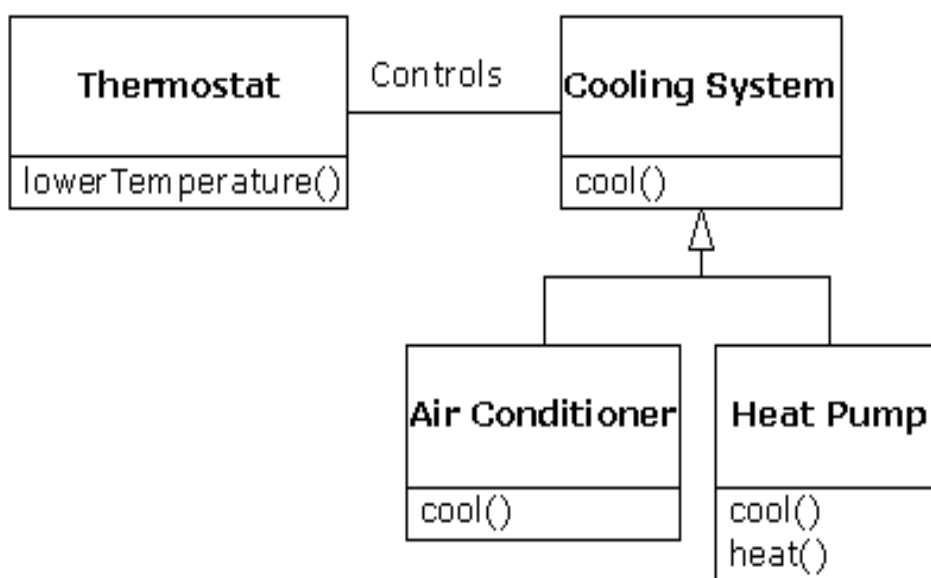 Thermostat
lowerTemperature()
Controls
Cooling System
cool()
Air Conditioner
cool()
Heat Pump
cool()
heat()